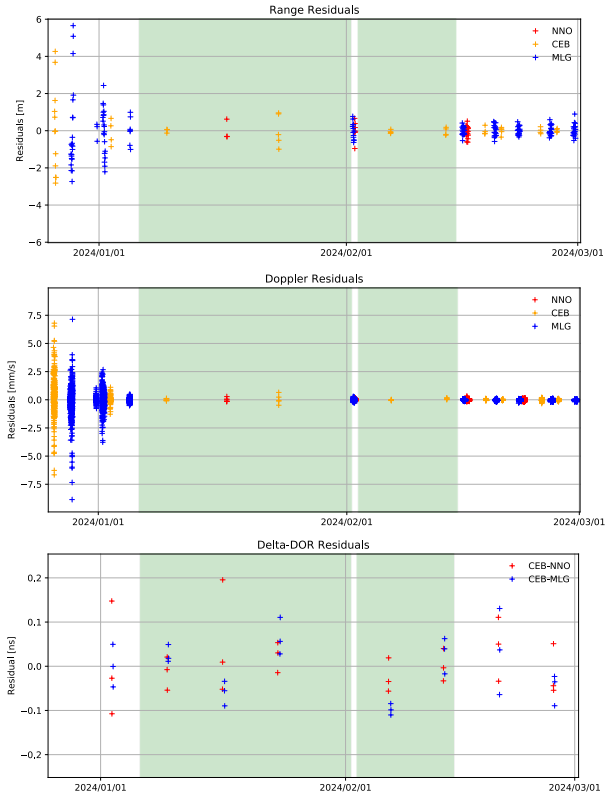 Range Residuals
6
4
2
0
−2
−4
−6
Residuals [m]
NNO
CEB
MLG
2024/01/01
2024/02/01
2024/03/01
Doppler Residuals
7.5
5.0
2.5
0.0
−2.5
−5.0
−7.5
Residuals [mm/s]
NNO
CEB
MLG
2024/01/01
2024/02/01
2024/03/01
Delta-DOR Residuals
0.2
0.1
0.0
−0.1
−0.2
Residual [ns]
CEB-NNO
CEB-MLG
2024/01/01
2024/02/01
2024/03/01